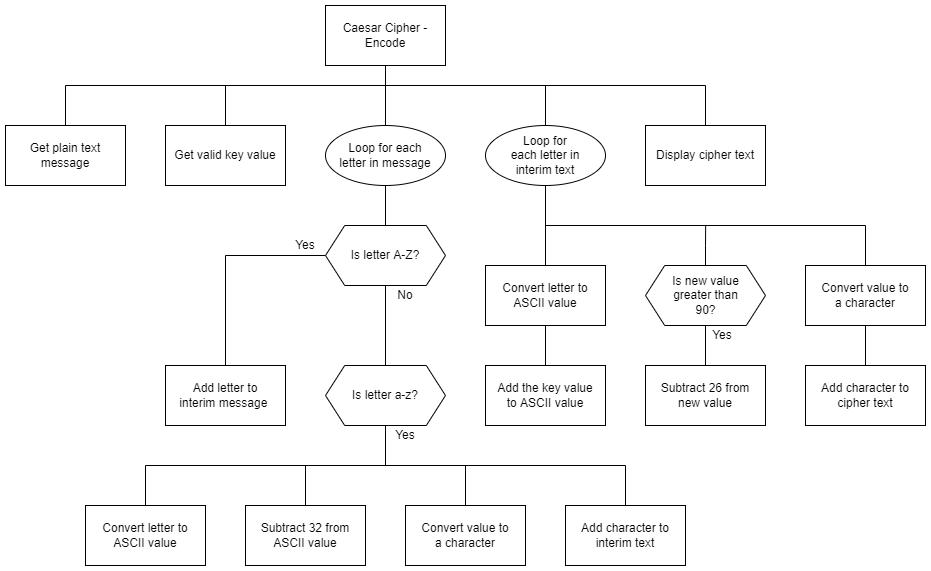 Caesar Cipher -
Encode
Get plain text
message
Get valid key value
Loop for each
letter in message
Loop for
each letter in
interim text
Display cipher text
Yes
Is letter A-Z?
No
Convert letter to
ASCII value
Is new value
greater than
90?
Convert value to
a character
Yes
Add letter to
interim message
Is letter a-z?
Add the key value
to ASCII value
Subtract 26 from
new value
Add character to
cipher text
Yes
Convert letter to
ASCII value
Subtract 32 from
ASCII value
Convert value to
a character
Add character to
interim text